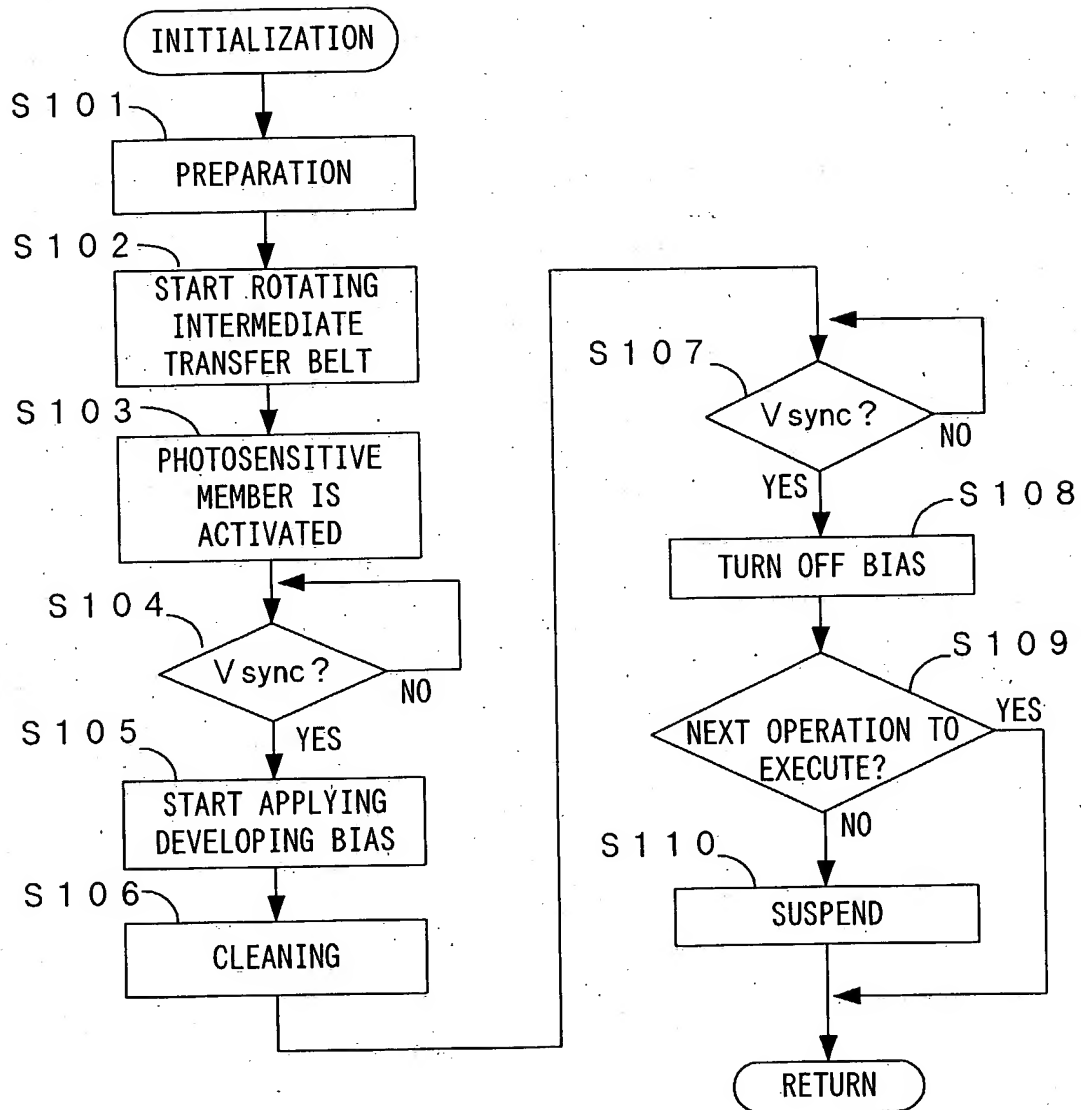 INITIALIZATION
S101
PREPARATION
S102
START ROTATING
INTERMEDIATE
TRANSFER BELT
S103
PHOTOSENSITIVE
MEMBER IS
ACTIVATED
S104
Vsync?
NO
YES
S105
START APPLYING
DEVELOPING BIAS
S106
CLEANING
S107
Vsync?
NO
YES
S108
TURN OFF BIAS
S109
NEXT OPERATION TO
EXECUTE?
YES
NO
S110
SUSPEND
RETURN